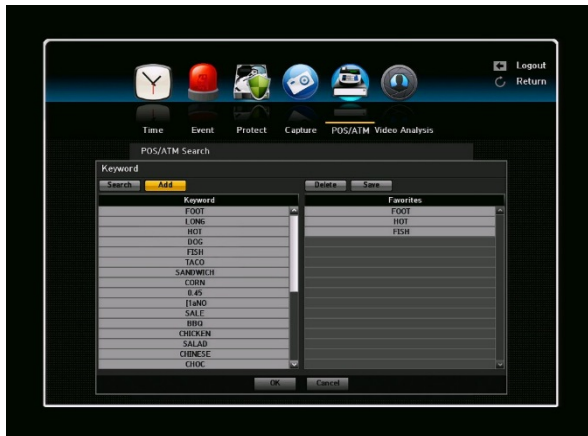 Logout
Return
Time Event Protect Capture POS/ATM Video Analysis
POS/ATM Search
Keyword
Search Add Delete Save
Keyword Favorites
FOOT FOOT
LONG HOT
HOT FISH
DOG
FISH
TACO
SANDWICH
CORN
0.45
[1aNO
SALE
BBQ
CHICKEN
SALAD
CHINESE
CHOC
OK Cancel